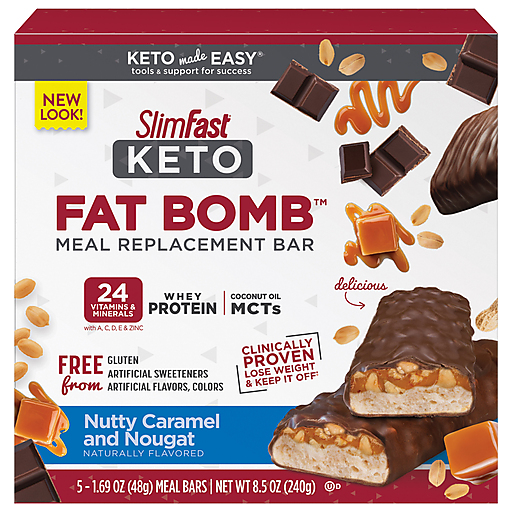 KETO made EASY®
tools & support for success
NEW
LOOK!
SlimFast
KETO
FAT BOMB™
MEAL REPLACEMENT BAR
24
VITAMINS &
MINERALS
with A, C, D, E & ZINC
WHEY
PROTEIN
COCONUT OIL
MCTs
delicious
FREE
from
GLUTEN
ARTIFICIAL SWEETENERS
ARTIFICIAL FLAVORS, COLORS
CLINICALLY
PROVEN
LOSE WEIGHT
& KEEP IT OFF†
Nutty Caramel
and Nougat
NATURALLY FLAVORED
5 - 1.69 OZ (48g) MEAL BARS | NET WT 8.5 OZ (240g) U D